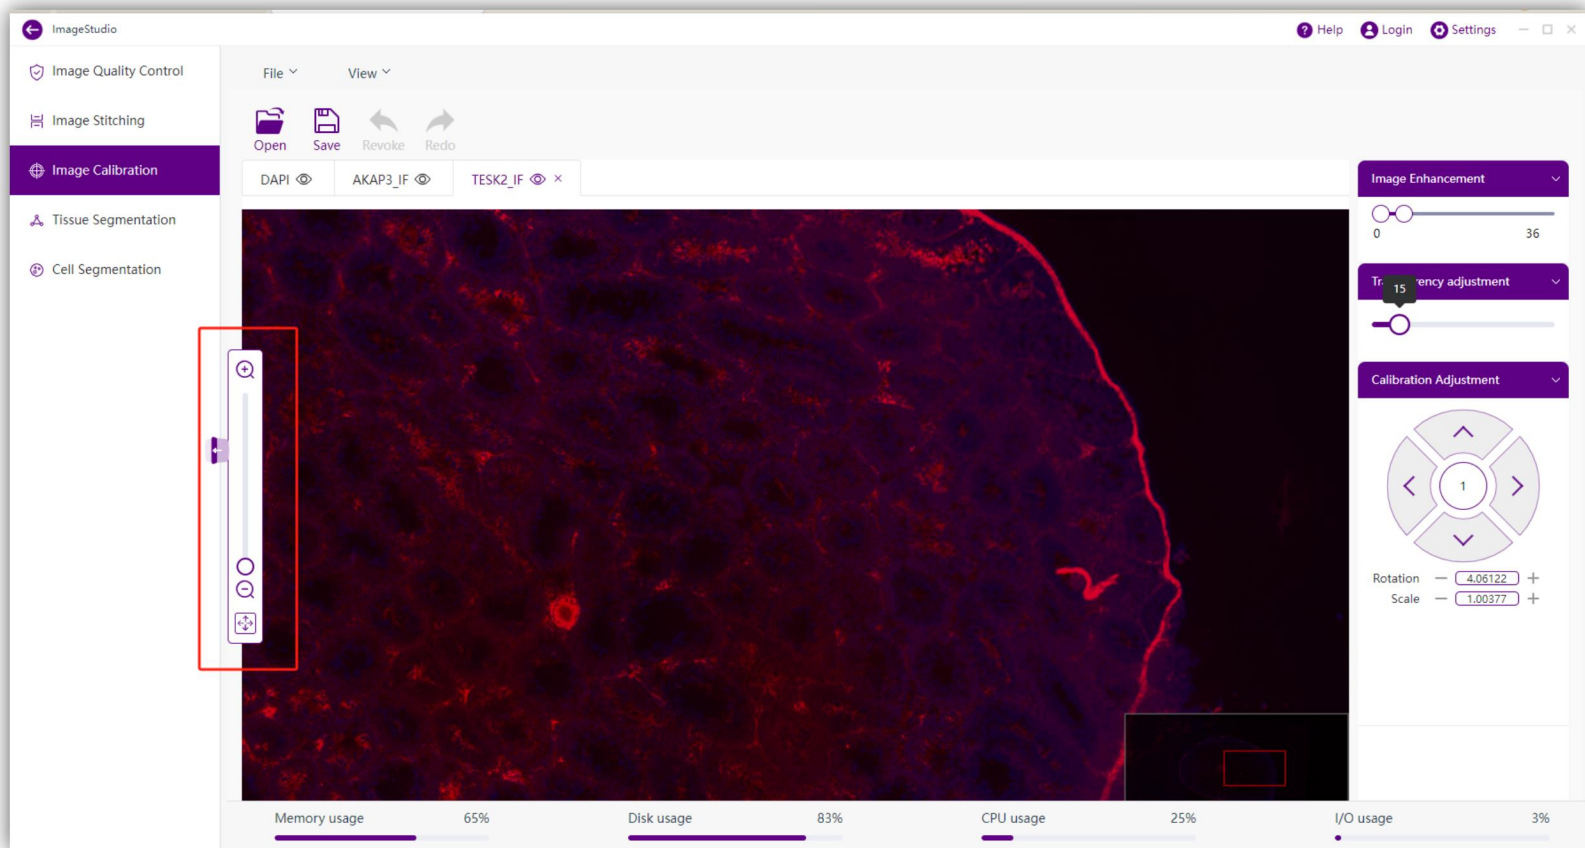 ImageStudio
Help Login Settings
Image Quality Control
Image Stitching
Image Calibration
Tissue Segmentation
Cell Segmentation
File View
Open Save Revoke Redo
DAPI AKAP3_IF TESK2_IF ×
Image Enhancement
0 36
15
adjustment
Calibration Adjustment
1
Rotation — 4.06122 +
Scale — 1.00377 +
Memory usage 65% Disk usage 83% CPU usage 25% I/O usage 3%